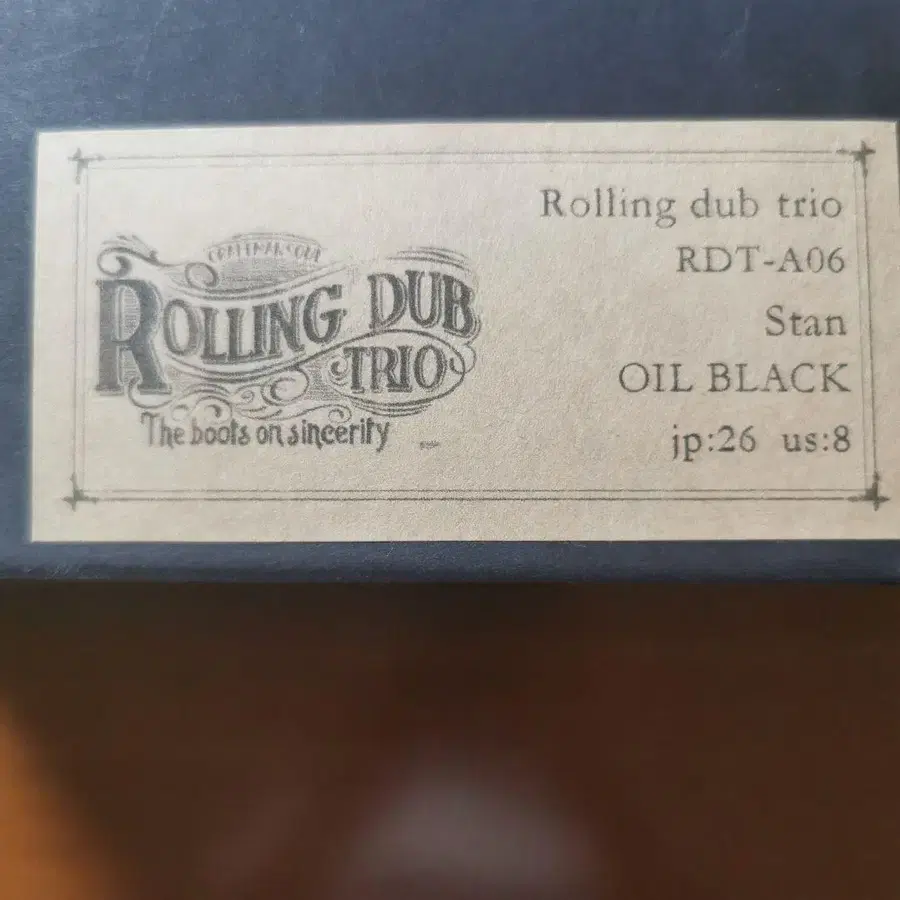 ROLLING DUB
TRIO
The boots on sincerity
Rolling dub trio
RDT-A06
Stan
OIL BLACK
jp:26 us:8